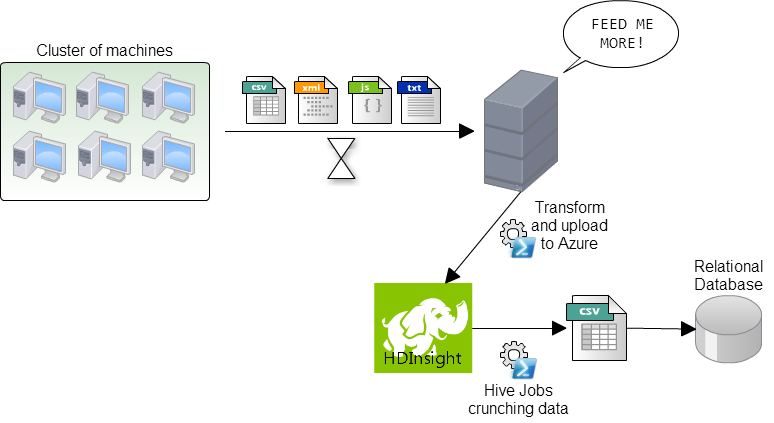 Cluster of machines
FEED ME
MORE!
csv
xml
js
{ }
txt
Transform
and upload
to Azure
HDInsight
csv
Relational
Database
Hive Jobs
crunching data